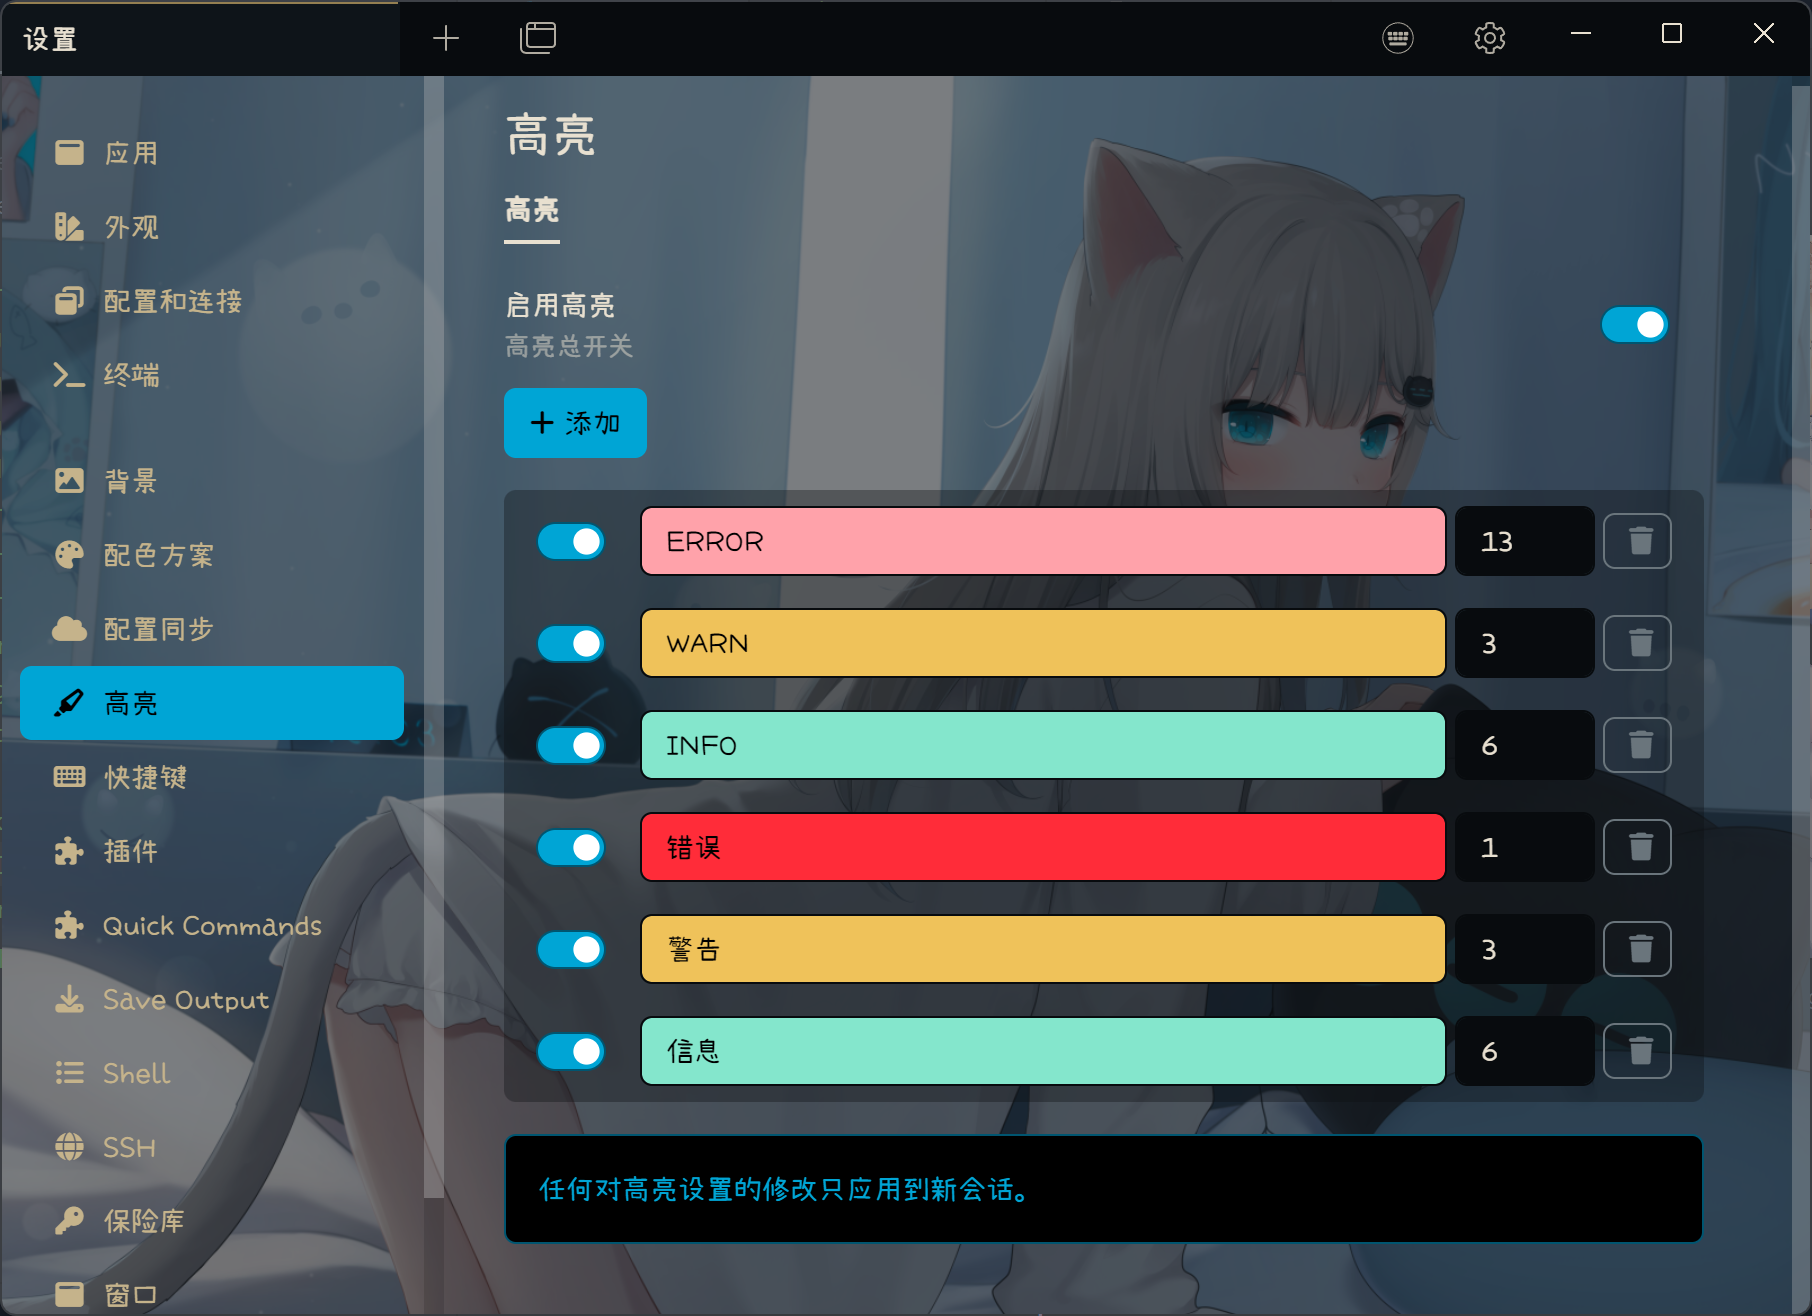 设置
应用
外观
配置和连接
终端
背景
配色方案
配置同步
高亮
快捷键
插件
Quick Commands
Save Output
Shell
SSH
保险库
窗口
高亮
高亮
启用高亮
高亮总开关
添加
ERROR 13
WARN 3
INFO 6
错误 1
警告 3
信息 6
任何对高亮设置的修改只应用到新会话。